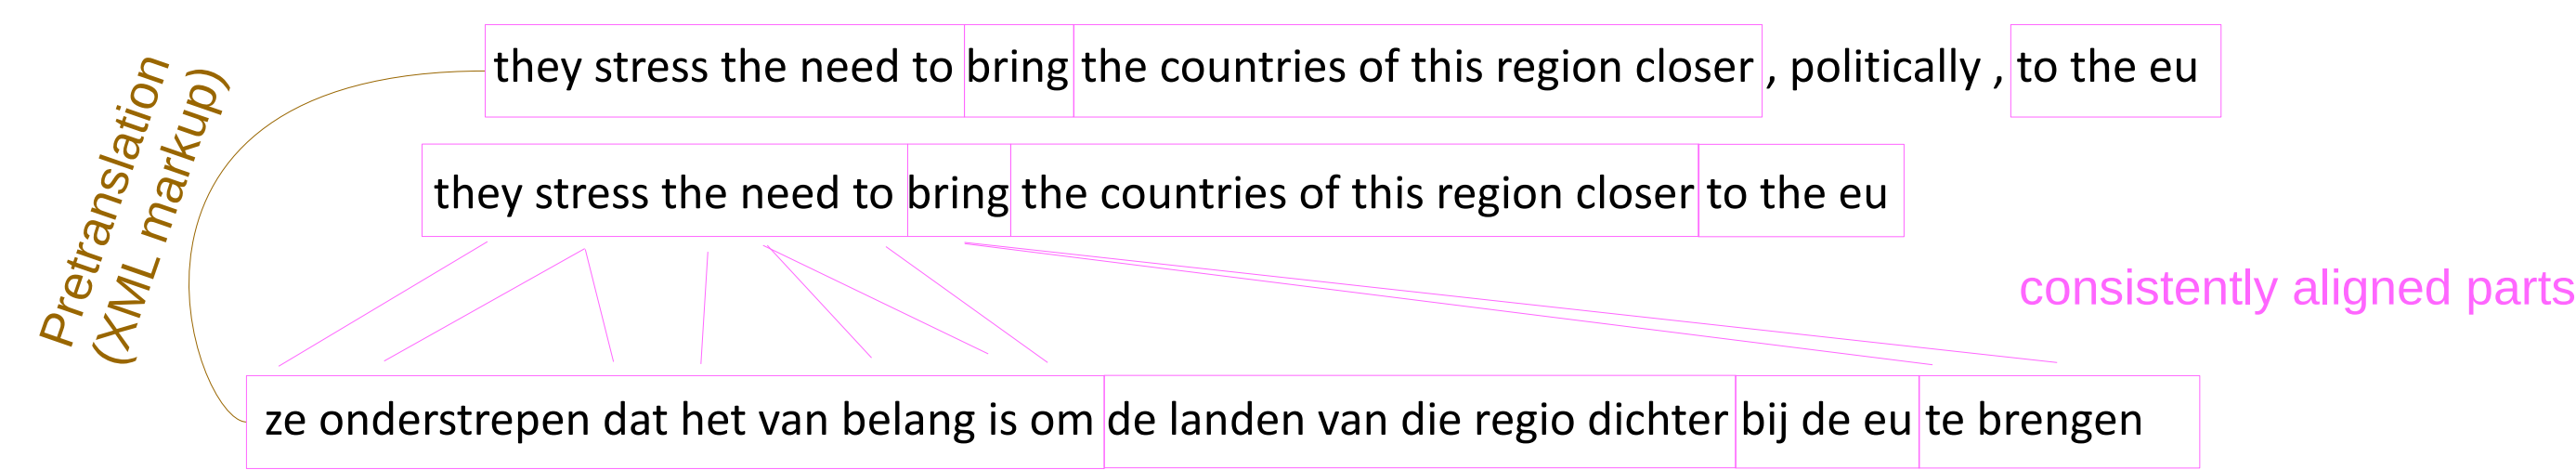 Pretranslation
(XML markup)
they stress the need to bring the countries of this region closer , politically , to the eu
they stress the need to bring the countries of this region closer to the eu
consistently aligned parts
ze onderstrepen dat het van belang is om de landen van die regio dichter bij de eu te brengen